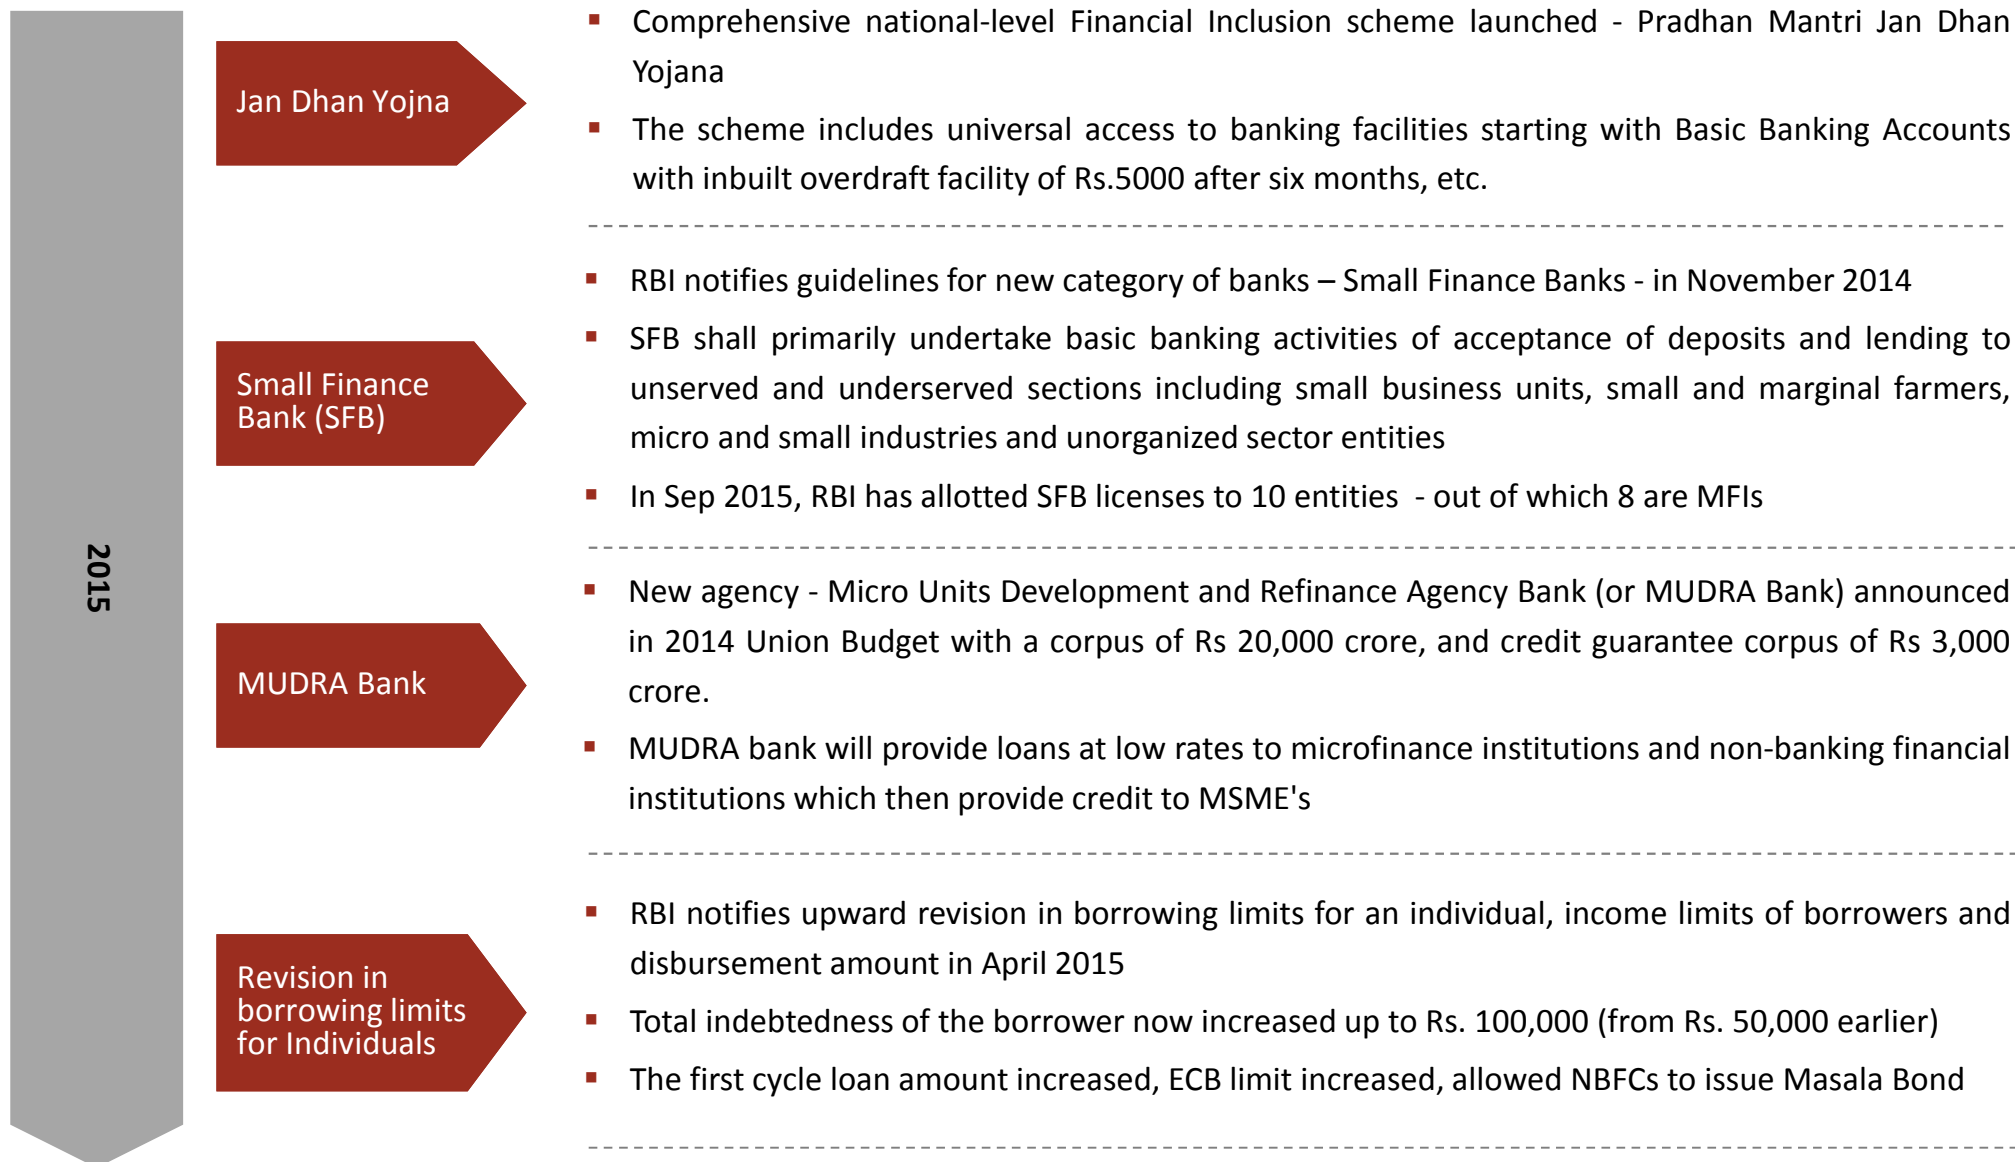 2015
Jan Dhan Yojna
▪ Comprehensive national-level Financial Inclusion scheme launched - Pradhan Mantri Jan Dhan
Yojana
▪ The scheme includes universal access to banking facilities starting with Basic Banking Accounts
with inbuilt overdraft facility of Rs.5000 after six months, etc.
Small Finance
Bank (SFB)
▪ RBI notifies guidelines for new category of banks – Small Finance Banks - in November 2014
▪ SFB shall primarily undertake basic banking activities of acceptance of deposits and lending to
unserved and underserved sections including small business units, small and marginal farmers,
micro and small industries and unorganized sector entities
▪ In Sep 2015, RBI has allotted SFB licenses to 10 entities - out of which 8 are MFIs
MUDRA Bank
▪ New agency - Micro Units Development and Refinance Agency Bank (or MUDRA Bank) announced
in 2014 Union Budget with a corpus of Rs 20,000 crore, and credit guarantee corpus of Rs 3,000
crore.
▪ MUDRA bank will provide loans at low rates to microfinance institutions and non-banking financial
institutions which then provide credit to MSME's
Revision in
borrowing limits
for Individuals
▪ RBI notifies upward revision in borrowing limits for an individual, income limits of borrowers and
disbursement amount in April 2015
▪ Total indebtedness of the borrower now increased up to Rs. 100,000 (from Rs. 50,000 earlier)
▪ The first cycle loan amount increased, ECB limit increased, allowed NBFCs to issue Masala Bond